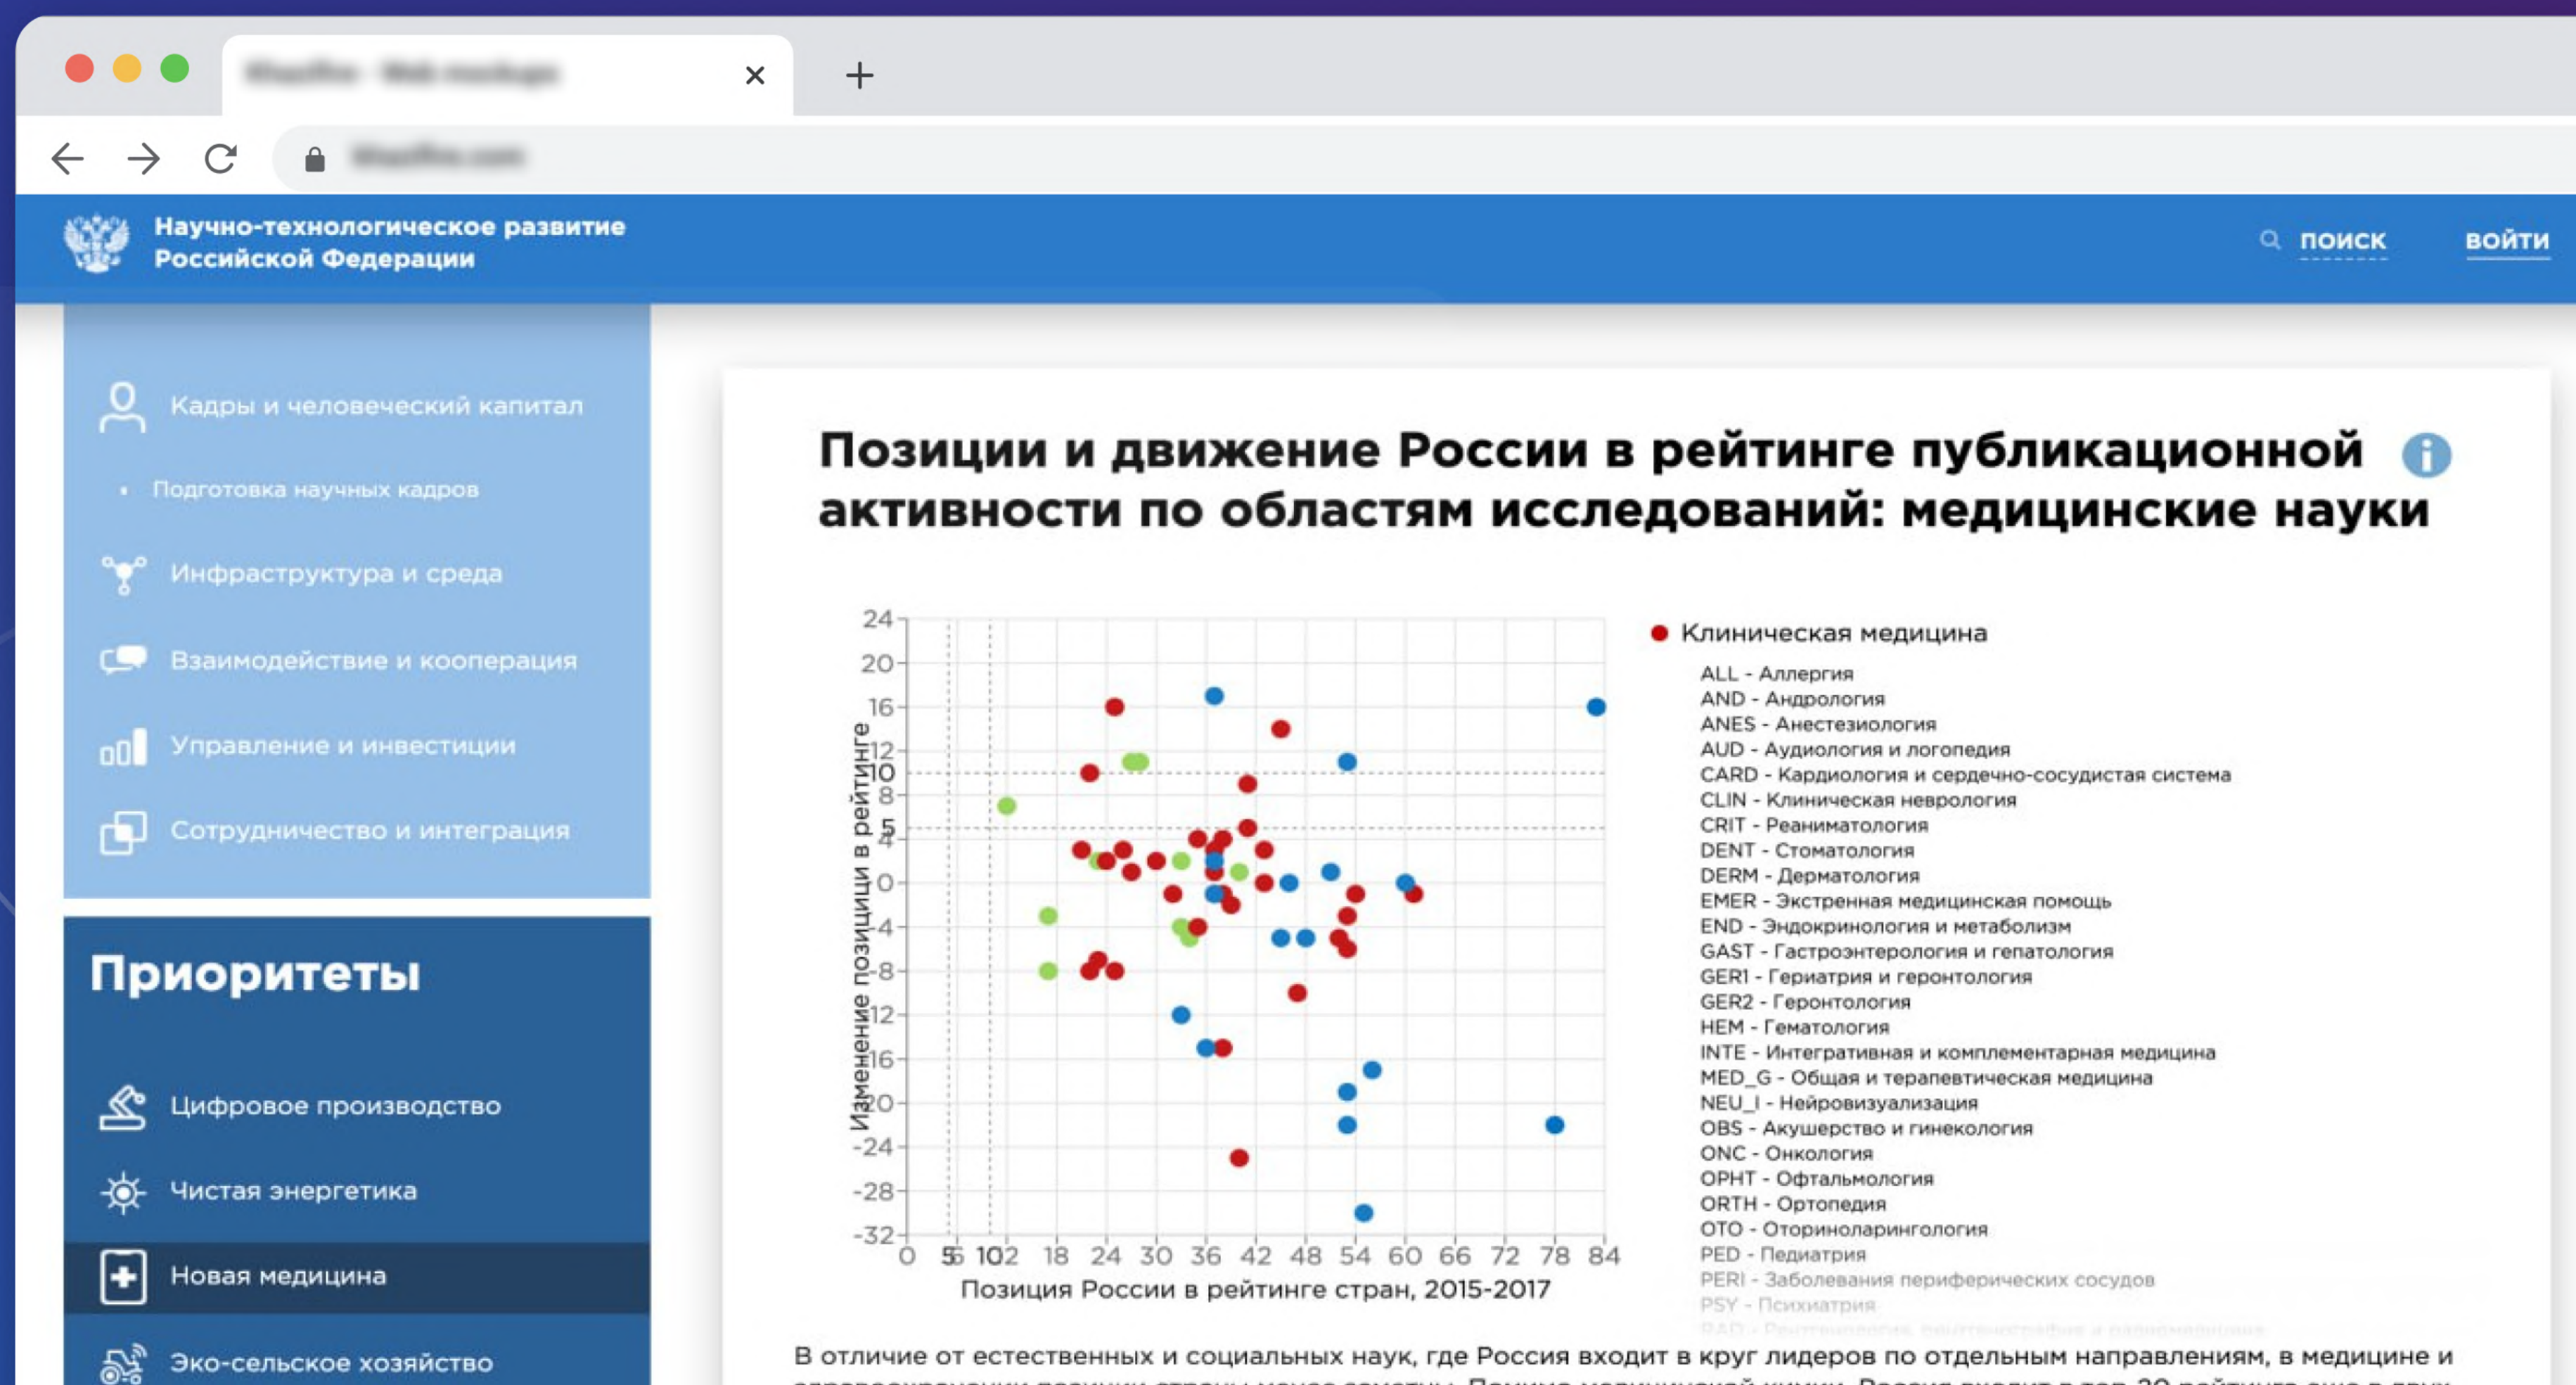 Научно-технологическое развитие
Российской Федерации
ПОИСК
ВОЙТИ
Кадры и человеческий капитал
Подготовка научных кадров
Инфраструктура и среда
Взаимодействие и кооперация
Управление и инвестиции
Сотрудничество и интеграция
Приоритеты
Цифровое производство
Чистая энергетика
Новая медицина
Эко-сельское хозяйство
Позиции и движение России в рейтинге публикационной
активности по областям исследований: медицинские науки
Изменение позициици в рейтинге
24
20
16
12
10
8
5
4
0
-4
-8
-12
-16
-20
-24
-28
-32
0 5 6 10 12 18 24 30 36 42 48 54 60 66 72 78 84
Позиция России в рейтинге стран, 2015-2017
Клиническая медицина
ALL - Аллергия
AND - Андрология
ANES - Анестезиология
AUD - Аудиология и логопедия
CARD - Кардиология и сердечно-сосудистая система
CLIN - Клиническая неврология
CRIT - Реаниматология
DENT - Стоматология
DERM - Дерматология
EMER - Экстренная медицинская помощь
END - Эндокринология и метаболизм
GAST - Гастроэнтерология и гепатология
GER1 - Гериатрия и геронтология
GER2 - Геронтология
HEM - Гематология
INTE - Интегративная и комплементарная медицина
MED_G - Общая и терапевтическая медицина
NEU_I - Нейровизуализация
OBS - Акушерство и гинекология
ONC - Онкология
OPHT - Офтальмология
ORTH - Ортопедия
OTO - Оториноларингология
PED - Педиатрия
PERI - Заболевания периферических сосудов
PSY - Психиатрия
В отличие от естественных и социальных наук, где Россия входит в круг лидеров по отдельным направлениям, в медицине и